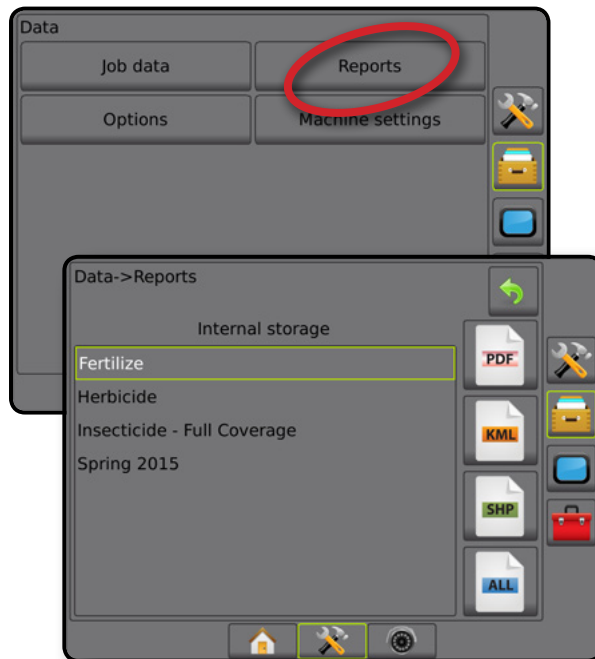 Data
Job data
Reports
Options
Machine settings
Data->Reports
Internal storage
Fertilize
Herbicide
Insecticide - Full Coverage
Spring 2015
PDF
KML
SHP
ALL